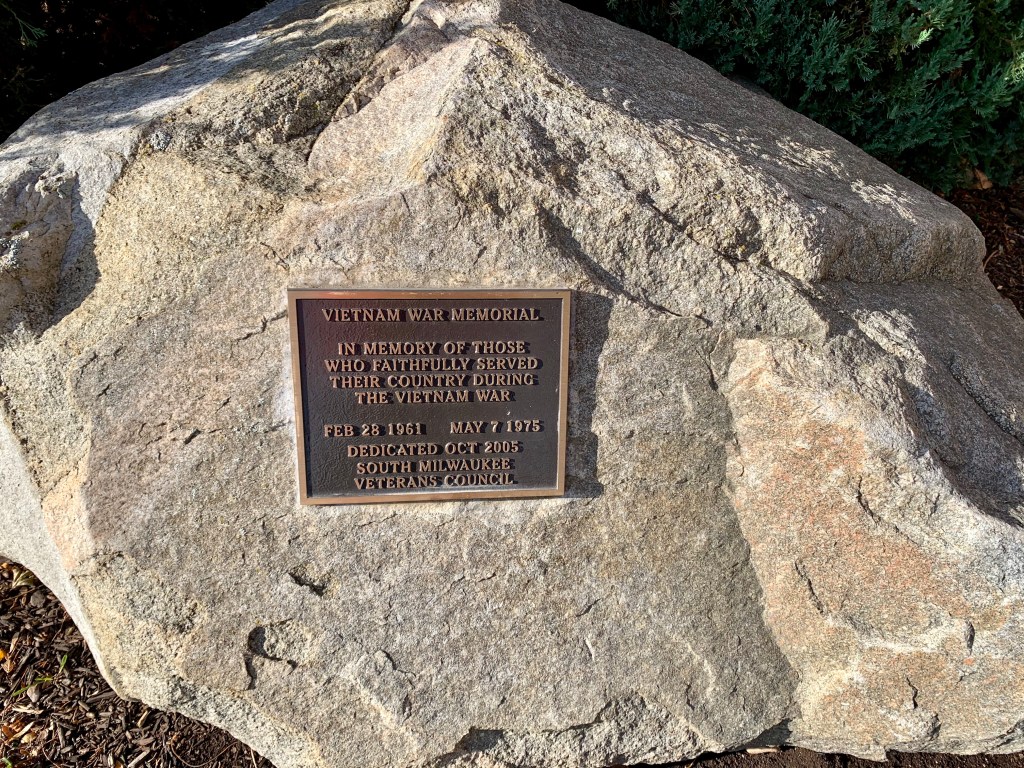 VIETNAM WAR MEMORIAL
IN MEMORY OF THOSE
WHO FAITHFULLY SERVED
THEIR COUNTRY DURING
THE VIETNAM WAR
FEB 28 1961 MAY 7 1975
DEDICATED OCT 2005
SOUTH MILWAUKEE
VETERANS COUNCIL